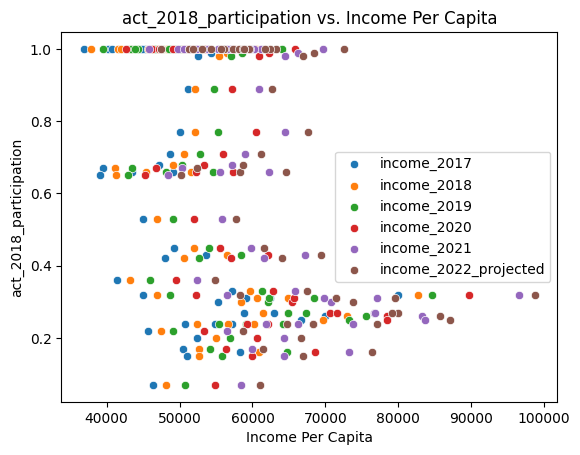 act_2018_participation vs. Income Per Capita
act_2018_participation
1.0
0.8
0.6
0.4
0.2
income_2017
income_2018
income_2019
income_2020
income_2021
income_2022_projected
40000 50000 60000 70000 80000 90000 100000
Income Per Capita